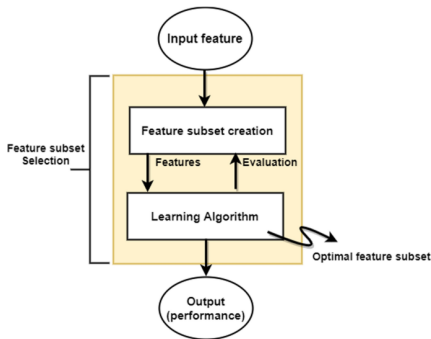 Input feature
Feature subset creation
Feature subset
Selection
Features
Evaluation
Learning Algorithm
Optimal feature subset
Output
(performance)